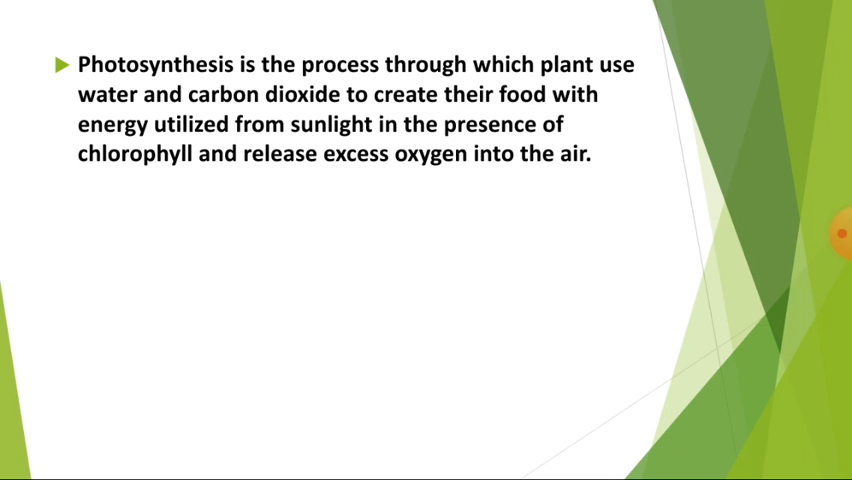 Photosynthesis is the process through which plant use
water and carbon dioxide to create their food with
energy utilized from sunlight in the presence of
chlorophyll and release excess oxygen into the air.